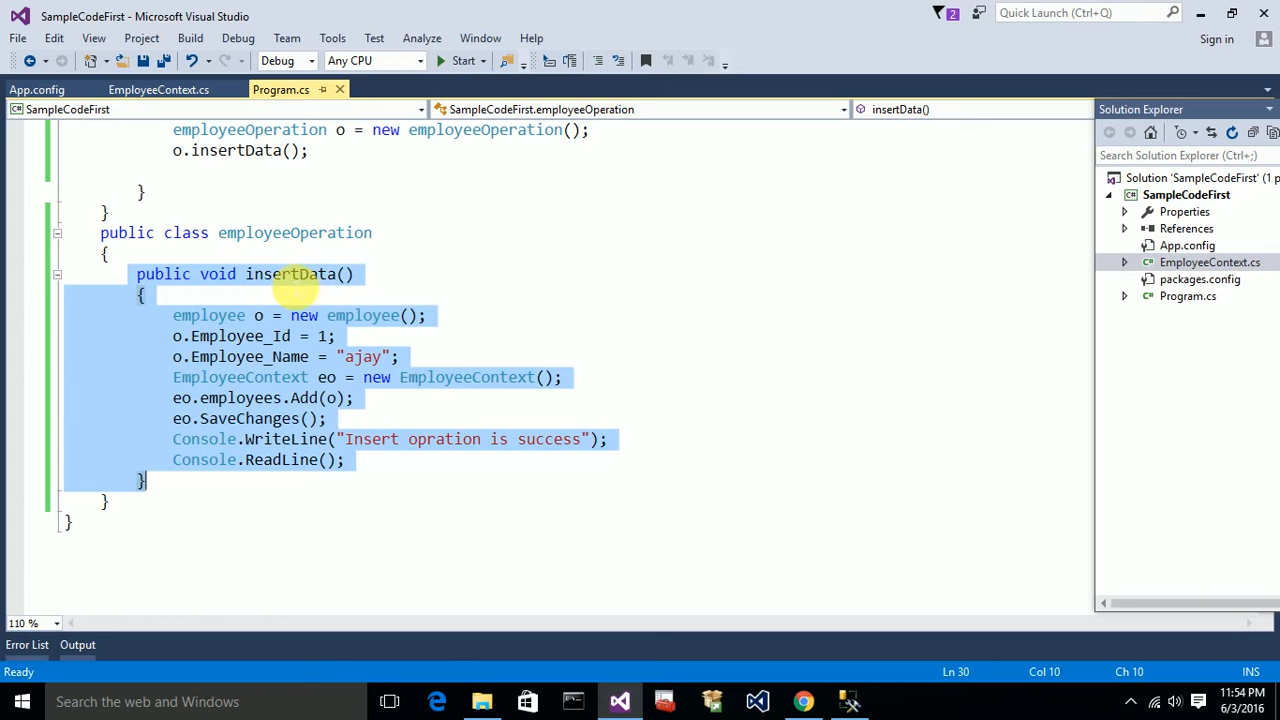 SampleCodeFirst - Microsoft Visual Studio
2
Quick Launch (Ctrl+Q)
File Edit View Project Build Debug Team Tools Test Analyze Window Help
Sign in
Debug Any CPU Start
App.config EmployeeContext.cs Program.cs
SampleCodeFirst SampleCodeFirst.employeeOperation insertData()
Solution Explorer
Search Solution Explorer (Ctrl+;)
Solution 'SampleCodeFirst' (1 p
SampleCodeFirst
Properties
References
App.config
EmployeeContext.cs
packages.config
Program.cs
employeeOperation o = new employeeOperation();
o.insertData();
}
}
public class employeeOperation
{
public void insertData()
{
employee o = new employee();
o.Employee_Id = 1;
o.Employee_Name = "ajay";
EmployeeContext eo = new EmployeeContext();
eo.employees.Add(o);
eo.SaveChanges();
Console.WriteLine("Insert opration is success");
Console.ReadLine();
}
}
}
110 %
Error List Output
Ready Ln 30 Col 10 Ch 10 INS
Search the web and Windows
11:54 PM
6/3/2016